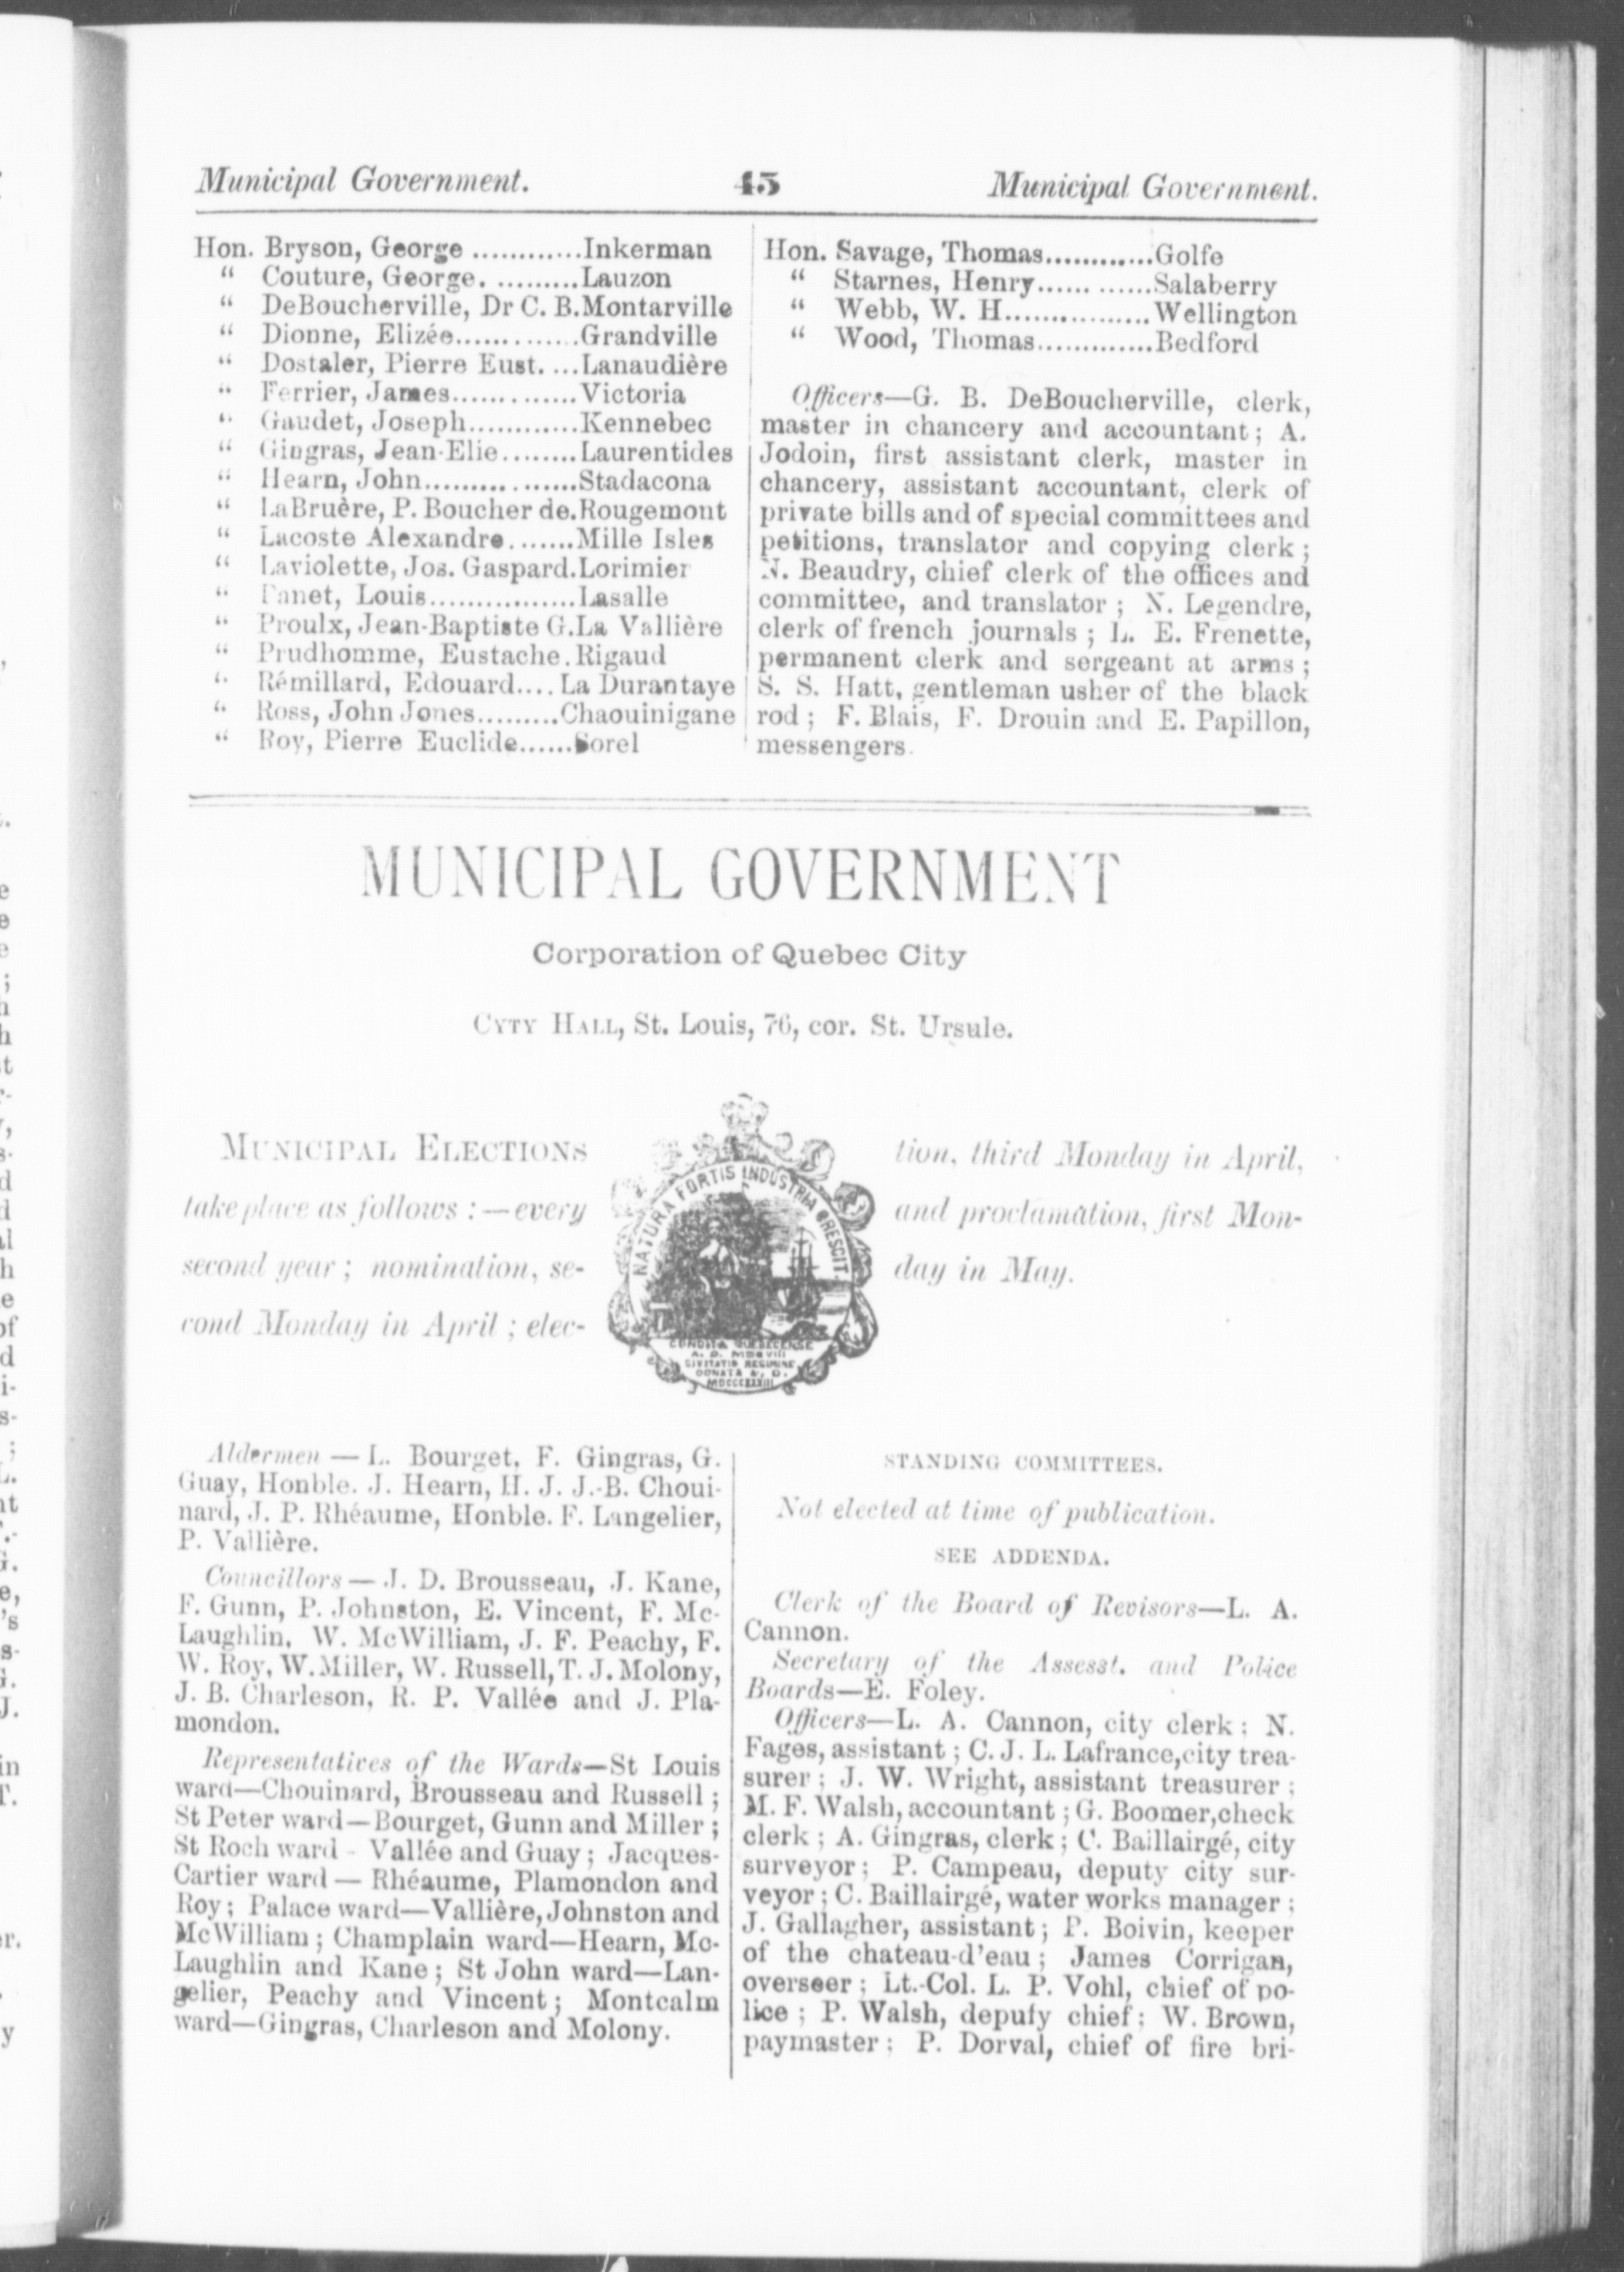 Municipal Government. 45 Municipal Government.
Hon. Bryson, George ............Inkerman
“ Couture, George. .........Lauzon
“ DeBoucherville, Dr C. B.Montarville
“ Dionne, Elizée.............Grandville
“ Dostaler, Pierre Eust. ...Lanaudière
“ Ferrier, James.............Victoria
“ Gaudet, Joseph............Kennebec
“ Gingras, Jean-Elie........Laurentides
“ Hearn, John................Stadacona
“ LaBruère, P. Boucher de.Rougemont
“ Lacoste Alexandre........Mille Isles
“ Laviolette, Jos. Gaspard.Lorimier
“ Panet, Louis................Lasalle
“ Proulx, Jean-Baptiste G.La Vallière
“ Prudhomme, Eustache.Rigaud
“ Rémillard, Edouard....La Durantaye
“ Ross, John Jones.........Chaouinigane
“ Roy, Pierre Euclide......Sorel
Hon. Savage, Thomas............Golfe
“ Starnes, Henry............Salaberry
“ Webb, W. H................Wellington
“ Wood, Thomas.............Bedford
Officers—G. B. DeBoucherville, clerk,
master in chancery and accountant; A.
Jodoin, first assistant clerk, master in
chancery, assistant accountant, clerk of
private bills and of special committees and
petitions, translator and copying clerk;
N. Beaudry, chief clerk of the offices and
committee, and translator; N. Legendre,
clerk of french journals; L. E. Frenette,
permanent clerk and sergeant at arms;
S. S. Hatt, gentleman usher of the black
rod; F. Blais, F. Drouin and E. Papillon,
messengers.
MUNICIPAL GOVERNMENT
Corporation of Quebec City
CYTY HALL, St. Louis, 76, cor. St. Ursule.
MUNICIPAL ELECTIONS
take place as follows :—every
second year; nomination, se-
cond Monday in April; elec-
NATURA FORTIS INDUSTRIA CRESCIT.
CONDITA QUEBECENSE
A. D. MDCVIII
CIVITATIS REGIMINE
DONATA A. D.
MDCCCXXXIII
tion, third Monday in April,
and proclamation, first Mon-
day in May.
Aldermen — L. Bourget, F. Gingras, G.
Guay, Honble. J. Hearn, H. J. J.-B. Choui-
nard, J. P. Rhéaume, Honble. F. Langelier,
P. Vallière.
Councillors — J. D. Brousseau, J. Kane,
F. Gunn, P. Johnston, E. Vincent, F. Mc-
Laughlin, W. McWilliam, J. F. Peachy, F.
W. Roy, W. Miller, W. Russell, T. J. Molony,
J. B. Charleson, R. P. Vallée and J. Pla-
mondon.
Representatives of the Wards—St Louis
ward—Chouinard, Brousseau and Russell;
St Peter ward—Bourget, Gunn and Miller;
St Roch ward - Vallée and Guay; Jacques-
Cartier ward — Rhéaume, Plamondon and
Roy; Palace ward—Vallière, Johnston and
McWilliam; Champlain ward—Hearn, Mc-
Laughlin and Kane; St John ward—Lan-
gelier, Peachy and Vincent; Montcalm
ward—Gingras, Charleson and Molony.
STANDING COMMITTEES.
Not elected at time of publication.
SEE ADDENDA.
Clerk of the Board of Revisors—L. A.
Cannon.
Secretary of the Assesst. and Police
Boards—E. Foley.
Officers—L. A. Cannon, city clerk; N.
Fages, assistant; C. J. L. Lafrance, city trea-
surer; J. W. Wright, assistant treasurer;
M. F. Walsh, accountant; G. Boomer, check
clerk; A. Gingras, clerk; C. Baillairgé, city
surveyor; P. Campeau, deputy city sur-
veyor; C. Baillairgé, water works manager;
J. Gallagher, assistant; P. Boivin, keeper
of the chateau-d'eau; James Corrigan,
overseer; Lt.-Col. L. P. Vohl, chief of po-
lice; P. Walsh, deputy chief; W. Brown,
paymaster; P. Dorval, chief of fire bri-